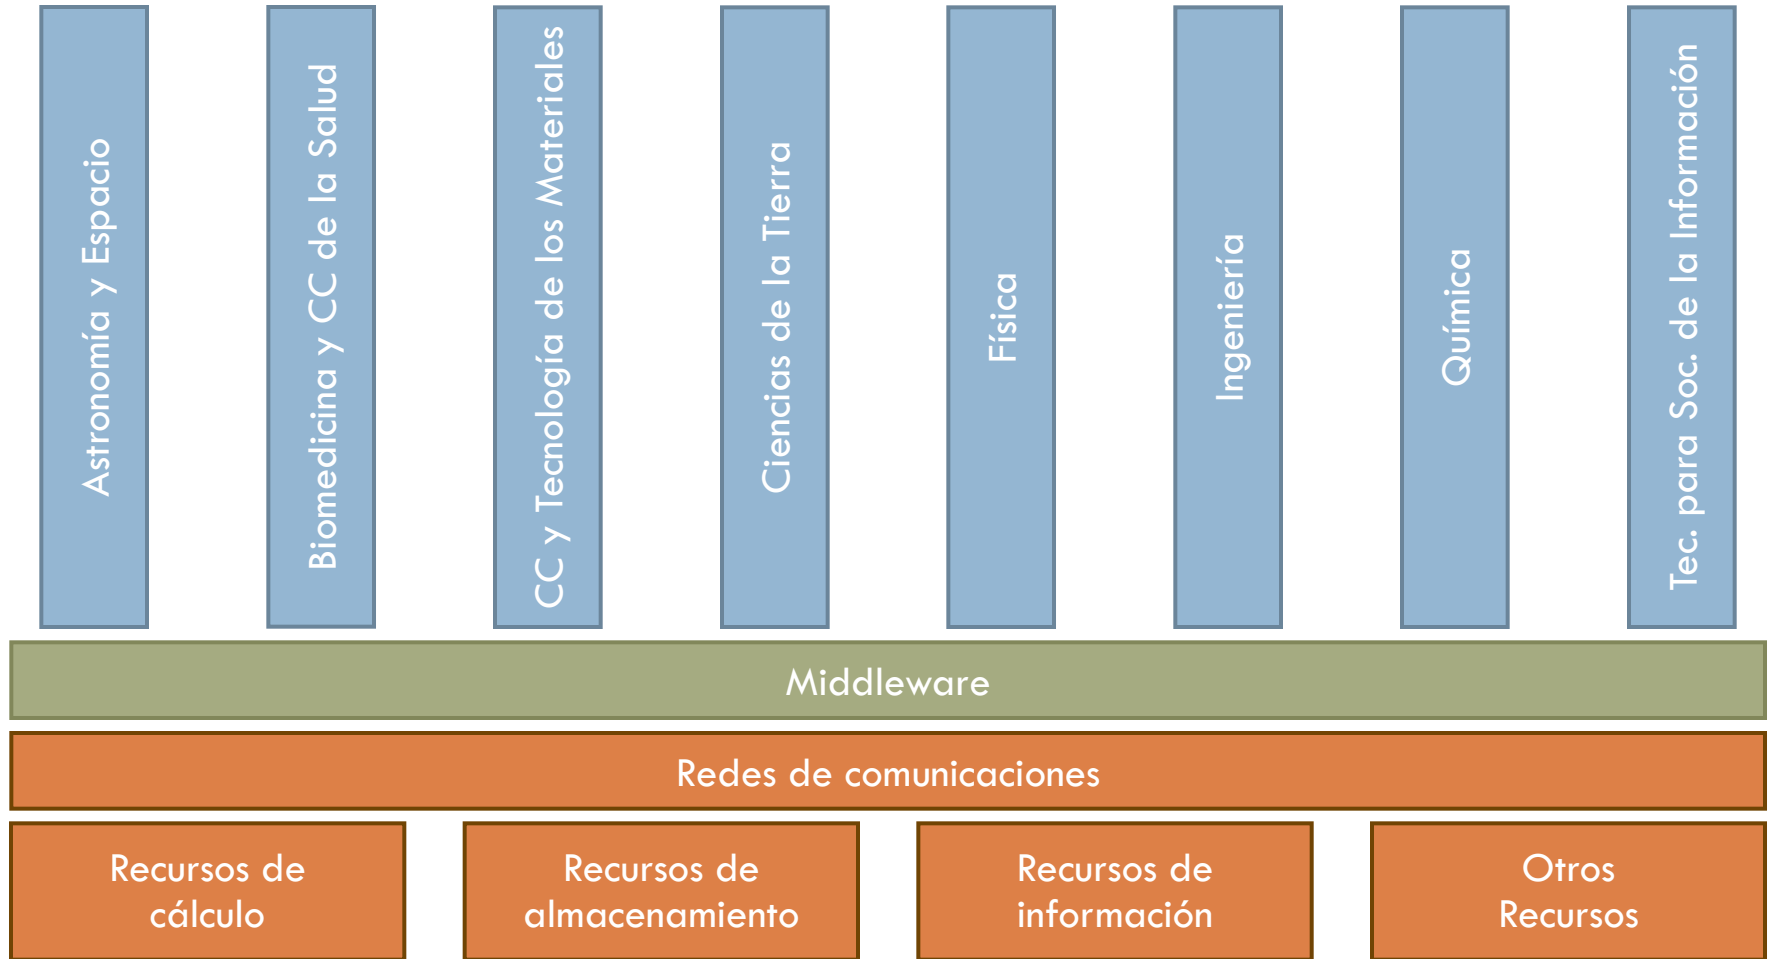 Astronomía y Espacio
Biomedicina y CC de la Salud
CC y Tecnología de los Materiales
Ciencias de la Tierra
Física
Ingeniería
Química
Tec. para Soc. de la Información
Middleware
Redes de comunicaciones
Recursos de
cálculo
Recursos de
almacenamiento
Recursos de
información
Otros
Recursos